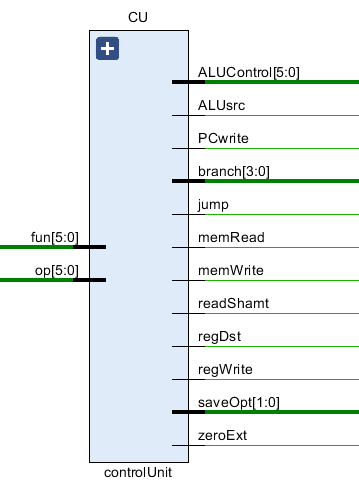 CU
fun[5:0]
op[5:0]
ALUControl[5:0]
ALUsrc
PCwrite
branch[3:0]
jump
memRead
memWrite
readShamt
regDst
regWrite
saveOpt[1:0]
zeroExt
controlUnit